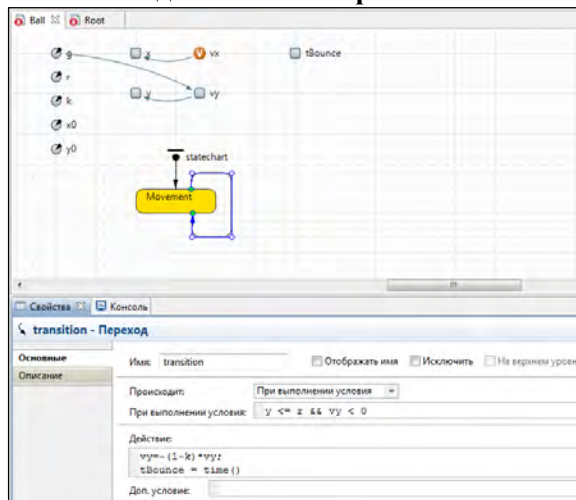 Ball Root
g x vx tBounce
r
k y vy
x0
y0
statechart
Movement
Свойства Консоль
transition - Переход
Основные
Описание
Имя: transition Отображать имя Исключить На верхнем
Происходит: При выполнении условия
При выполнении условия: y <= r && vy < 0
Действие:
vy=-(1-k)*vy;
tBounce = time()
Доп. условие: